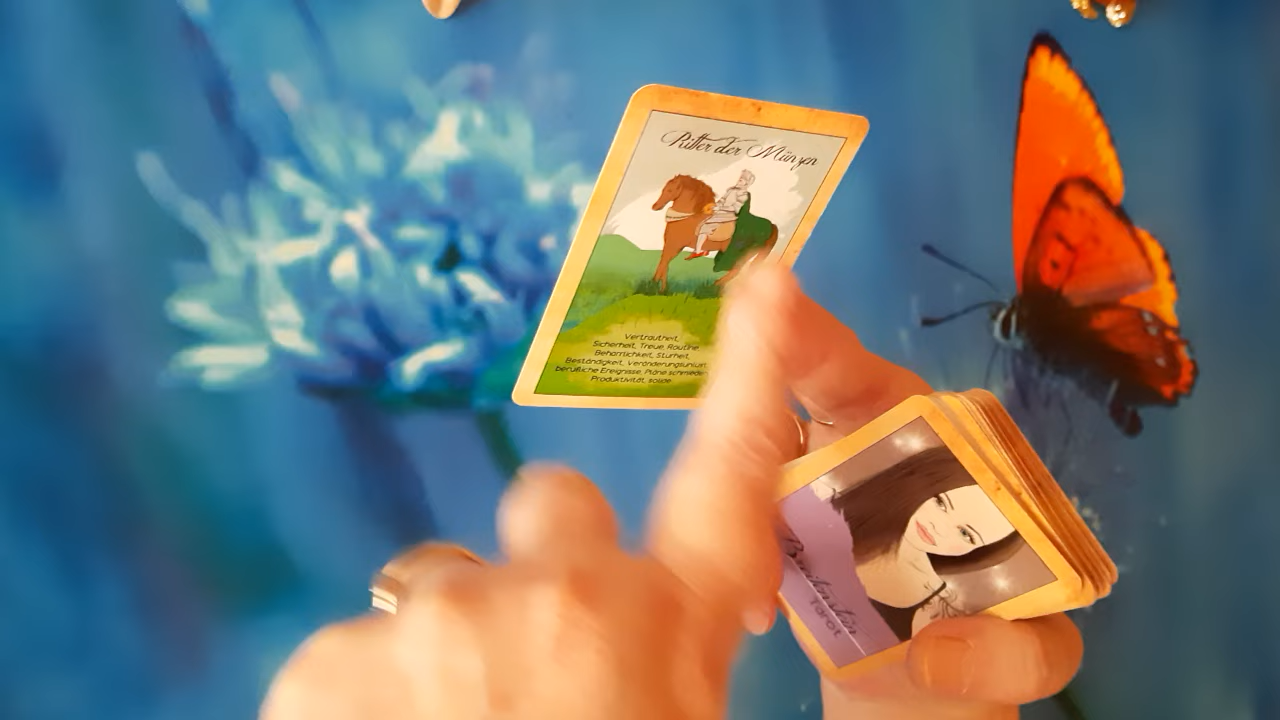 Ritter der Münzen
Vertrautheit,
Sicherheit, Treue, Routine
Beharrlichkeit, Sturheit,
Beständigkeit,
berufliche Ereignisse, Pläne
Produktivität, solide
Tarot